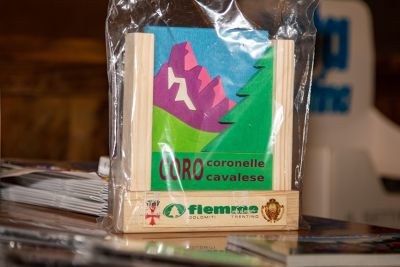 CORO coronelle
cavalese
fiemme
DOLOMITI TRENTINO